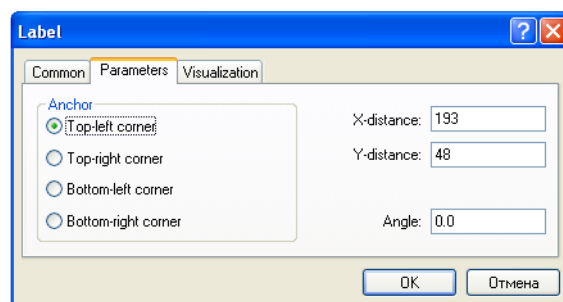 Label
Common Parameters Visualization
Anchor
Top-left corner
Top-right corner
Bottom-left corner
Bottom-right corner
X-distance: 193
Y-distance: 48
Angle: 0.0
OK Отмена